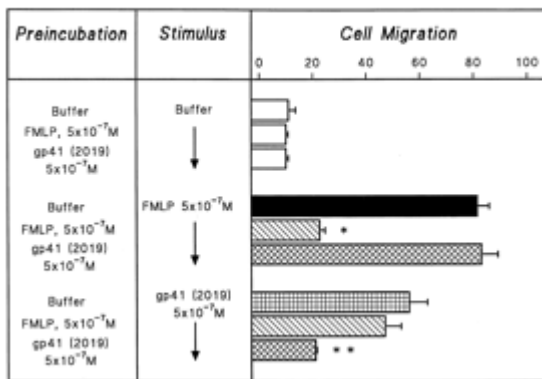 Preincubation Stimulus Cell Migration
0 20 40 60 80 100
Buffer Buffer
FMLP, 5x10⁻⁷M
gp41 (2019)
5x10⁻⁷M
Buffer FMLP 5x10⁻⁷M
FMLP, 5x10⁻⁷M *
gp41 (2019)
5x10⁻⁷M
Buffer gp41 (2019)
FMLP, 5x10⁻⁷M 5x10⁻⁷M
gp41 (2019) * *
5x10⁻⁷M